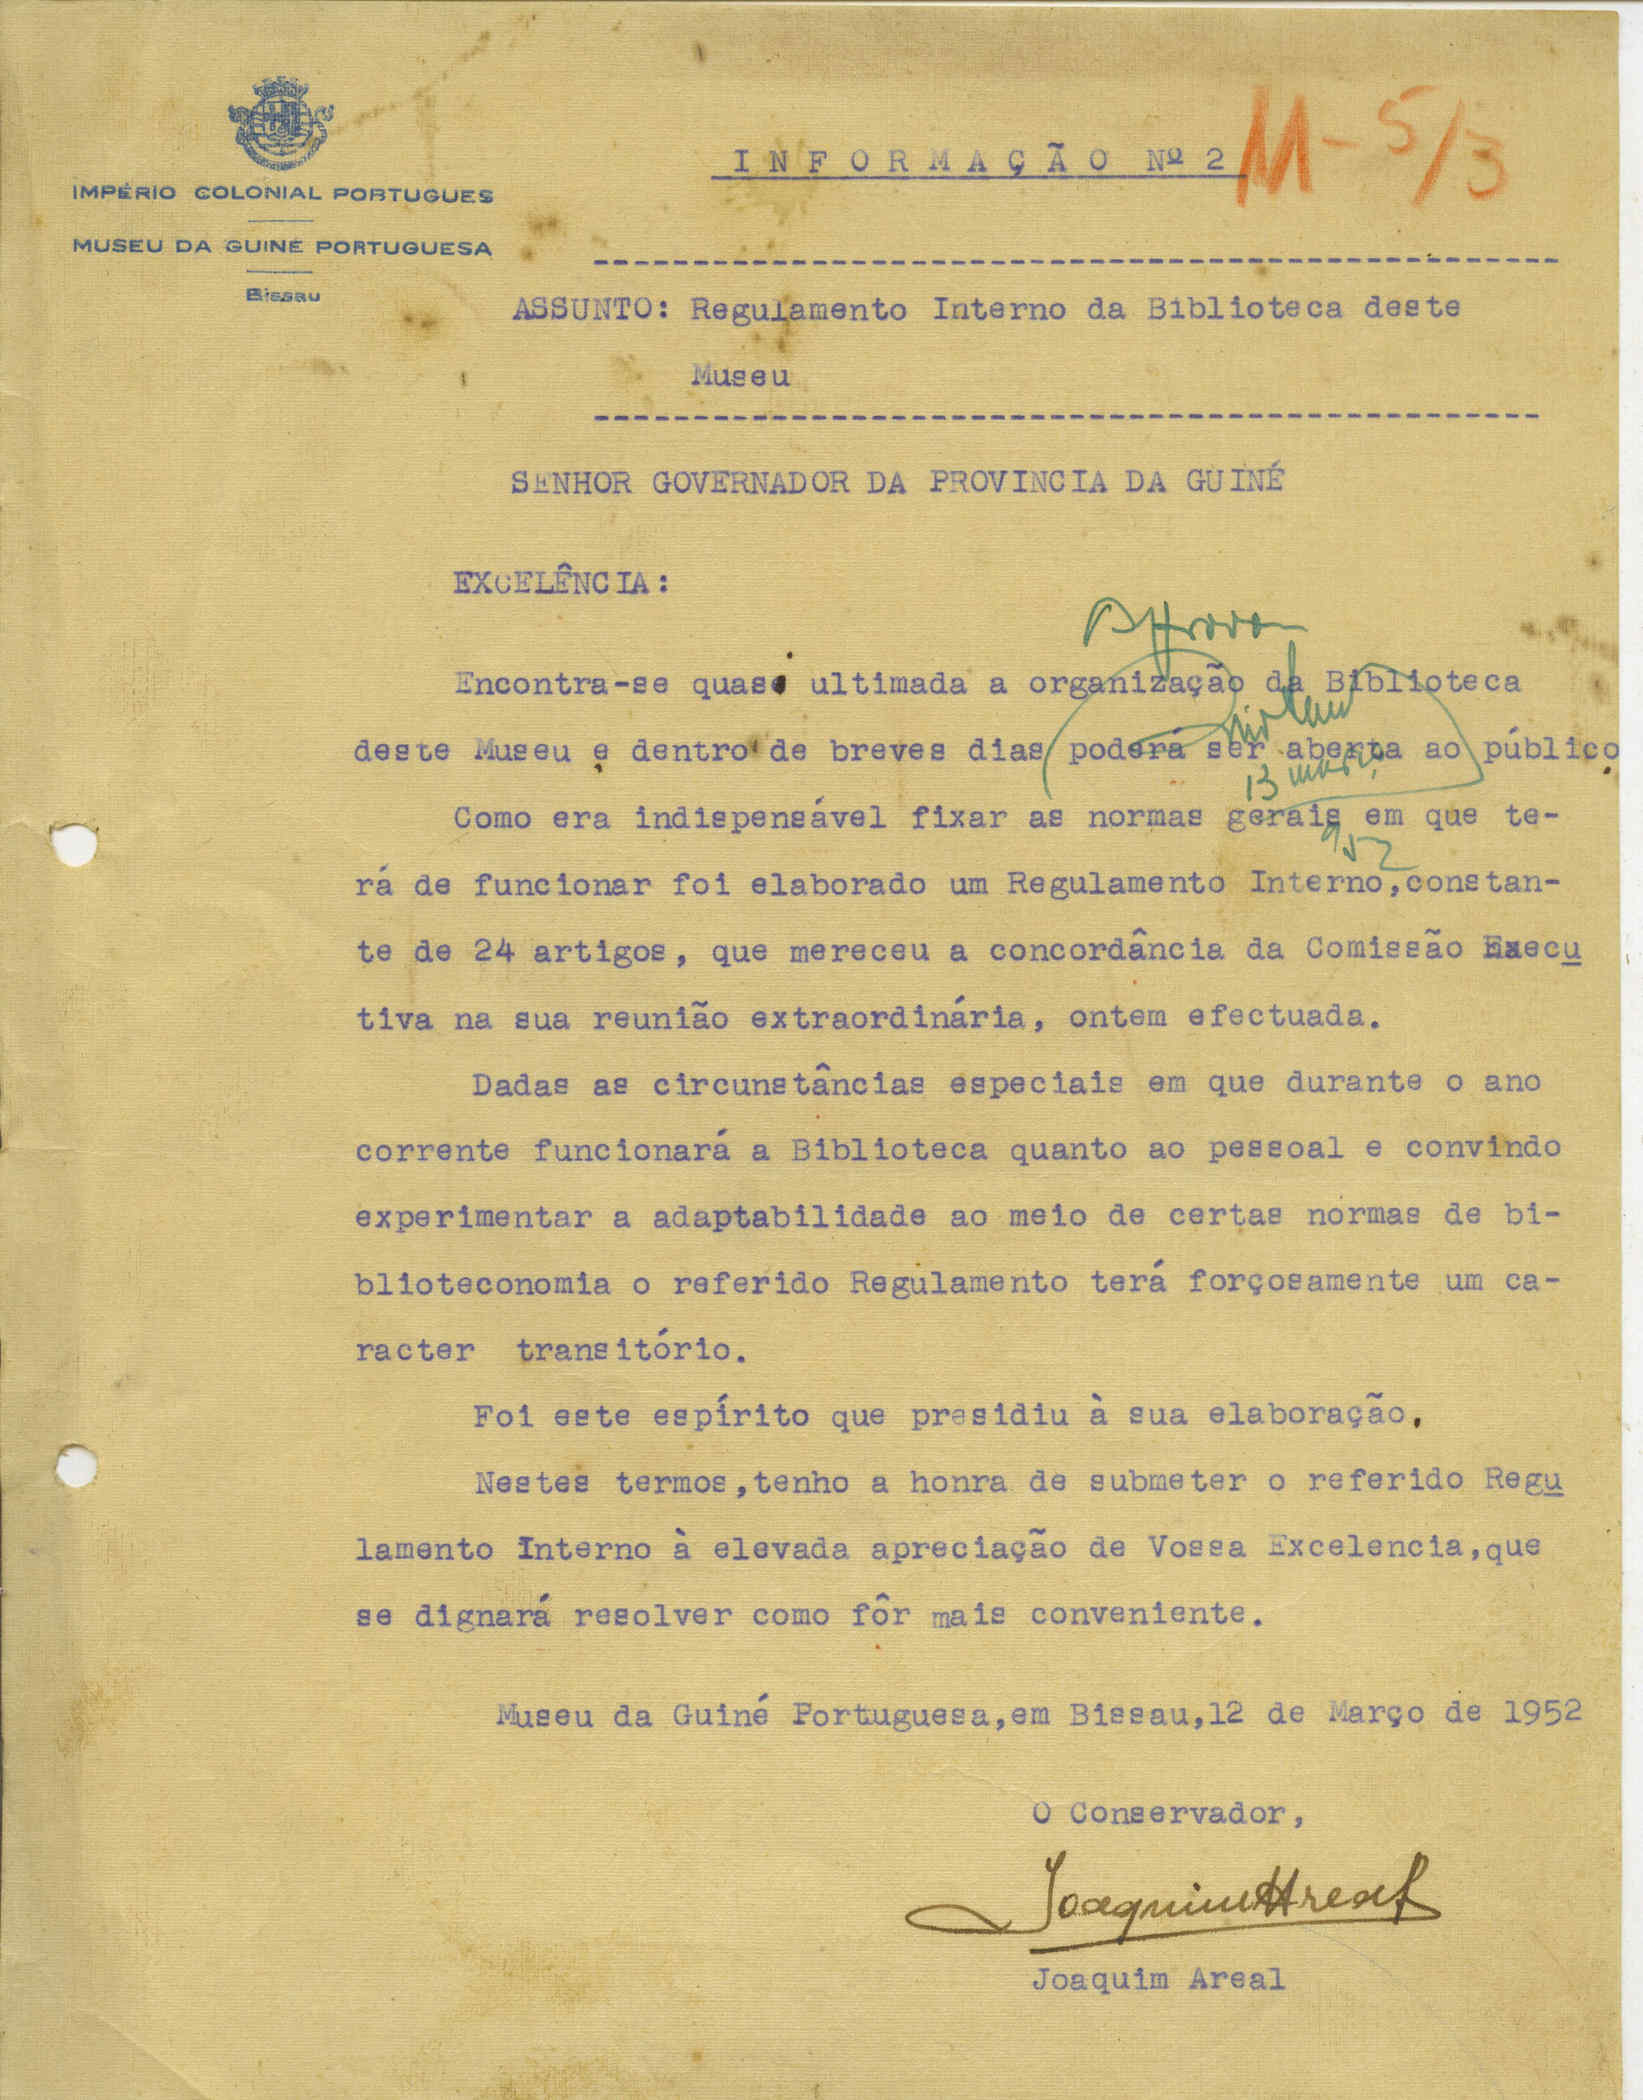 IMPÉRIO COLONIAL PORTUGUES
MUSEU DA GUINÉ PORTUGUESA
Bissau
INFORMAÇÃO Nº 2
M-5/3
ASSUNTO: Regulamento Interno da Biblioteca deste
Museu
SENHOR GOVERNADOR DA PROVINCIA DA GUINÉ
EXCELÊNCIA:
Encontra-se quasi ultimada a organização da Biblioteca
deste Museu e dentro de breves dias poderá ser aberta ao público.
13 março
952
Como era indispensável fixar as normas gerais em que te-
rá de funcionar foi elaborado um Regulamento Interno,constan-
te de 24 artigos, que mereceu a concordância da Comissão Execu
tiva na sua reunião extraordinária, ontem efectuada.
Dadas as circunstâncias especiais em que durante o ano
corrente funcionará a Biblioteca quanto ao pessoal e convindo
experimentar a adaptabilidade ao meio de certas normas de bi-
blioteconomia o referido Regulamento terá forçosamente um ca-
racter transitório.
Foi este espírito que presidiu à sua elaboração.
Nestes termos,tenho a honra de submeter o referido Regu
lamento Interno à elevada apreciação de Vossa Excelencia,que
se dignará resolver como fôr mais conveniente.
Museu da Guiné Portuguesa,em Bissau,12 de Março de 1952
O Conservador,
Joaquim Areal
Joaquim Areal